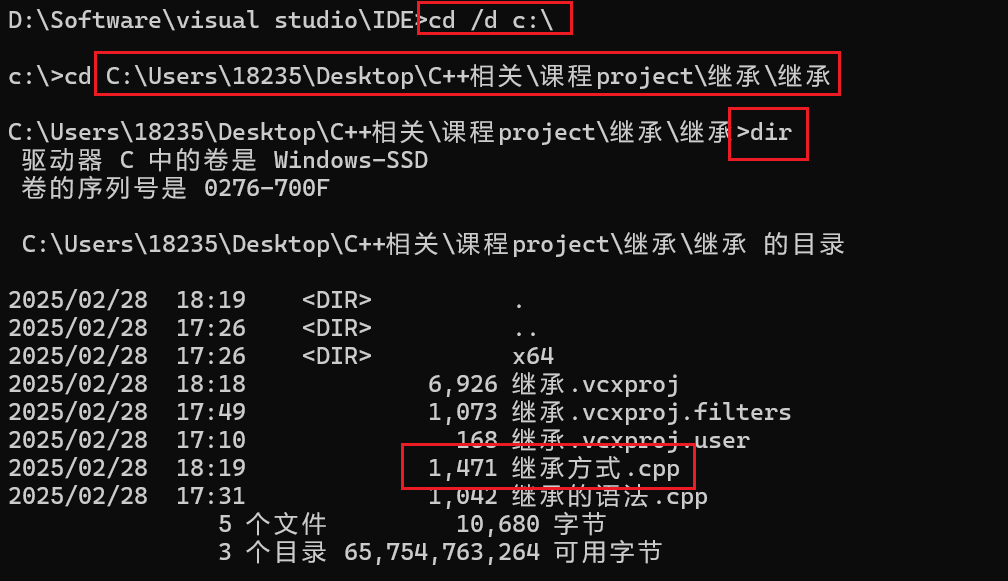 D:\Software\visual studio\IDE>cd /d c:\
c:\>cd C:\Users\18235\Desktop\C++相关\课程project\继承\继承
C:\Users\18235\Desktop\C++相关\课程project\继承\继承>dir
驱动器 C 中的卷是 Windows-SSD
卷的序列号是 0276-700F
C:\Users\18235\Desktop\C++相关\课程project\继承\继承 的目录
2025/02/28  18:19    <DIR>          .
2025/02/28  17:26    <DIR>          ..
2025/02/28  17:26    <DIR>          x64
2025/02/28  18:18             6,926 继承.vcxproj
2025/02/28  17:49             1,073 继承.vcxproj.filters
2025/02/28  17:10               168 继承.vcxproj.user
2025/02/28  18:19             1,471 继承方式.cpp
2025/02/28  17:31             1,042 继承的语法.cpp
5 个文件         10,680 字节
3 个目录 65,754,763,264 可用字节